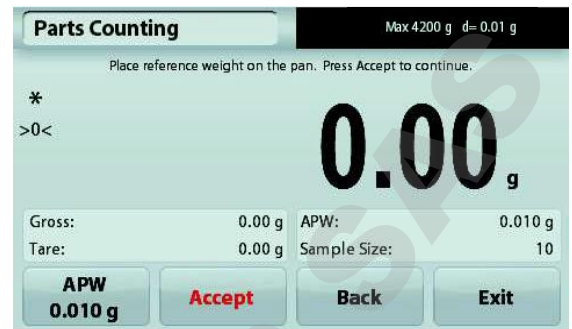 Parts Counting
Max 4200 g d= 0.01 g
Place reference weight on the pan. Press Accept to continue.
*
>0<
0.00 g
Gross: 0.00 g APW: 0.010 g
Tare: 0.00 g Sample Size: 10
APW
0.010 g
Accept Back Exit